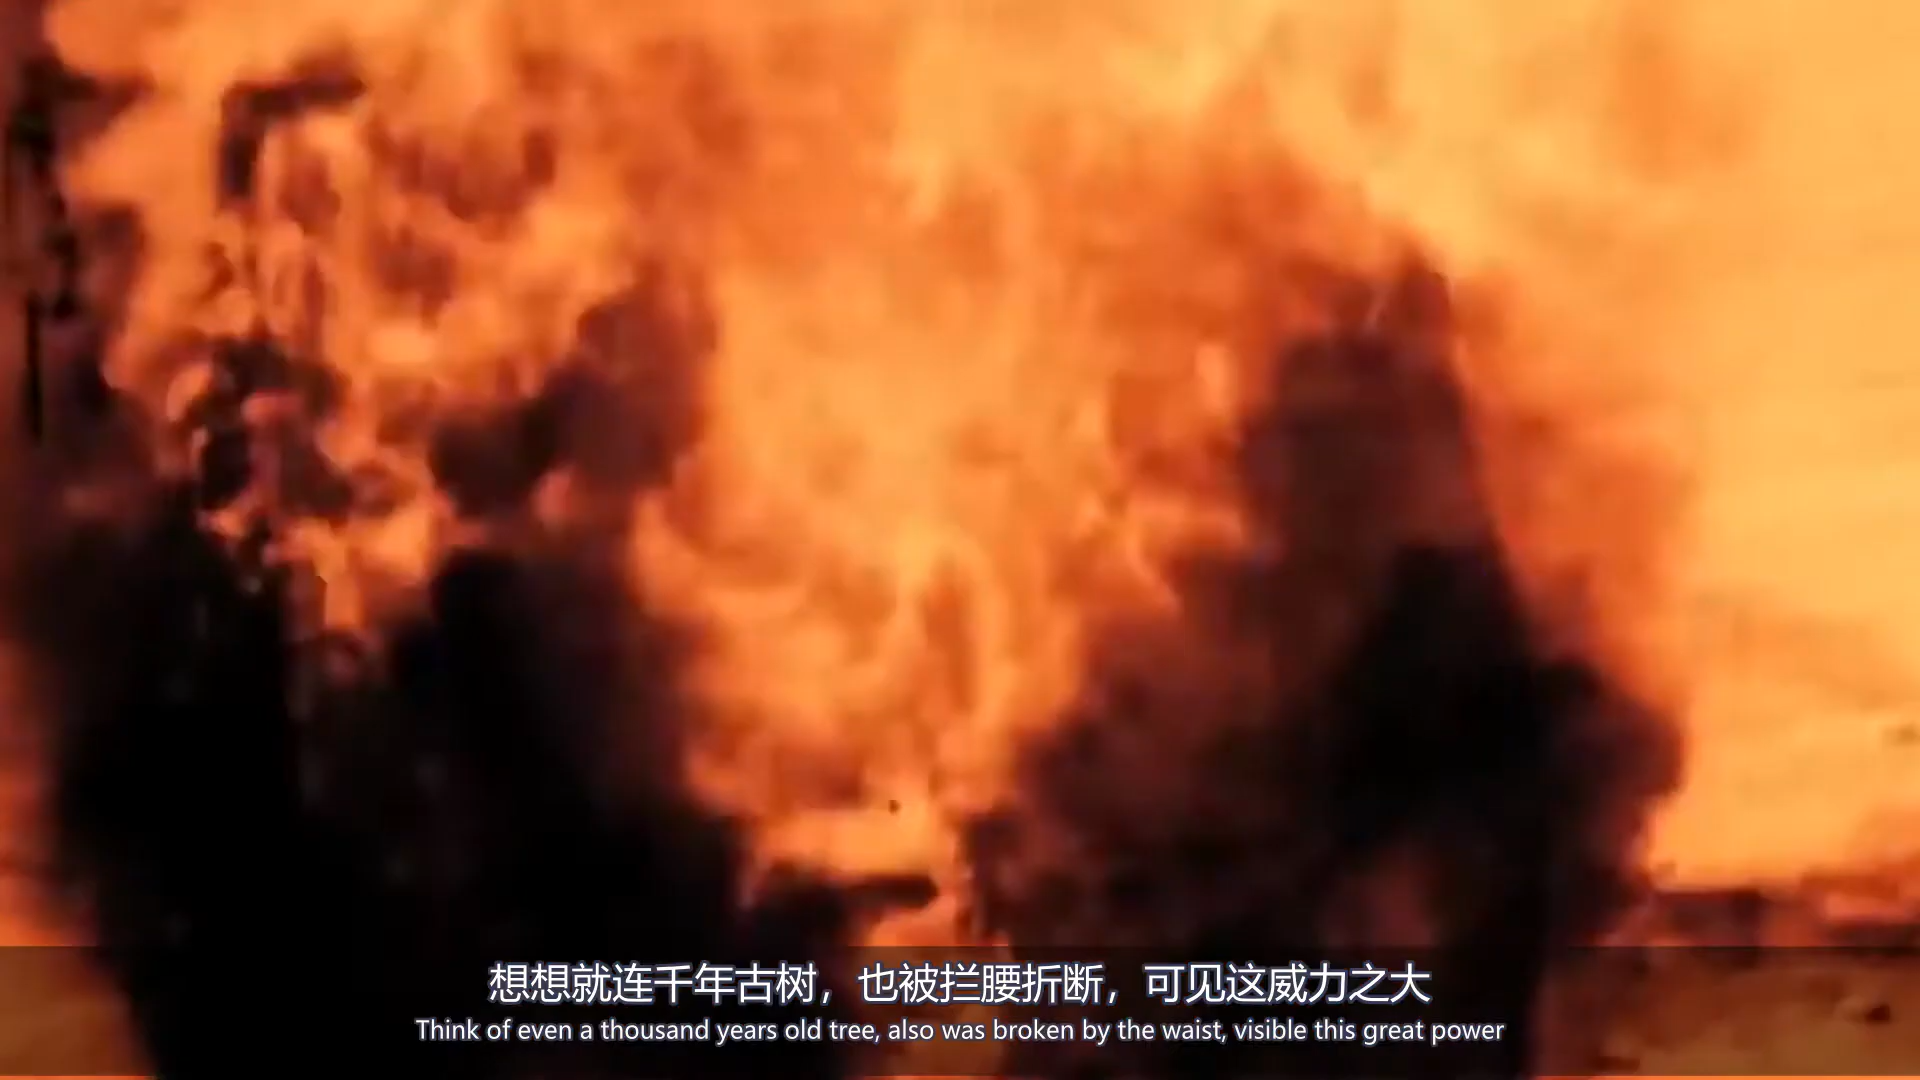 想想就连千年古树，也被拦腰折断，可见这威力之大
Think of even a thousand years old tree, also was broken by the waist, visible this great power